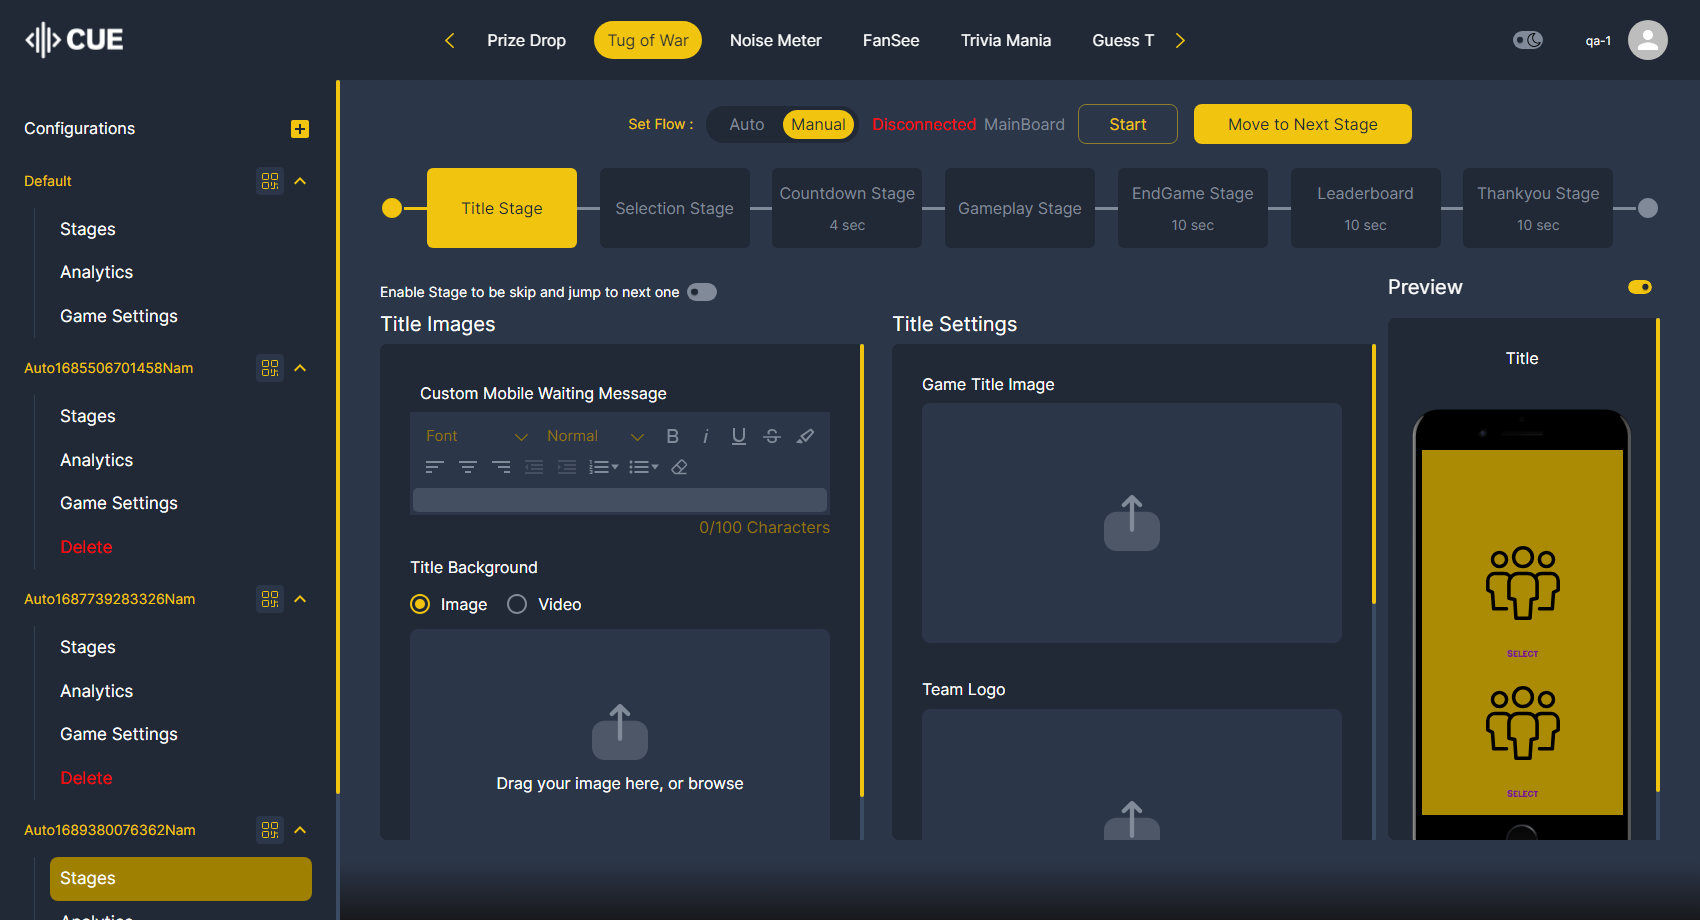 CUE
Prize Drop
Tug of War
Noise Meter
FanSee
Trivia Mania
Guess T
qa-1
Configurations
Default
Stages
Analytics
Game Settings
Auto1685506701458Nam
Stages
Analytics
Game Settings
Delete
Auto1687739283326Nam
Stages
Analytics
Game Settings
Delete
Auto1689380076362Nam
Stages
Analytics
Set Flow :
Auto
Manual
Disconnected MainBoard
Start
Move to Next Stage
Title Stage
Selection Stage
Countdown Stage
4 sec
Gameplay Stage
EndGame Stage
10 sec
Leaderboard
10 sec
Thankyou Stage
10 sec
Enable Stage to be skip and jump to next one
Title Images
Custom Mobile Waiting Message
Font
Normal
0/100 Characters
Title Background
Image
Video
Drag your image here, or browse
Title Settings
Game Title Image
Team Logo
Preview
Title
Select
Select